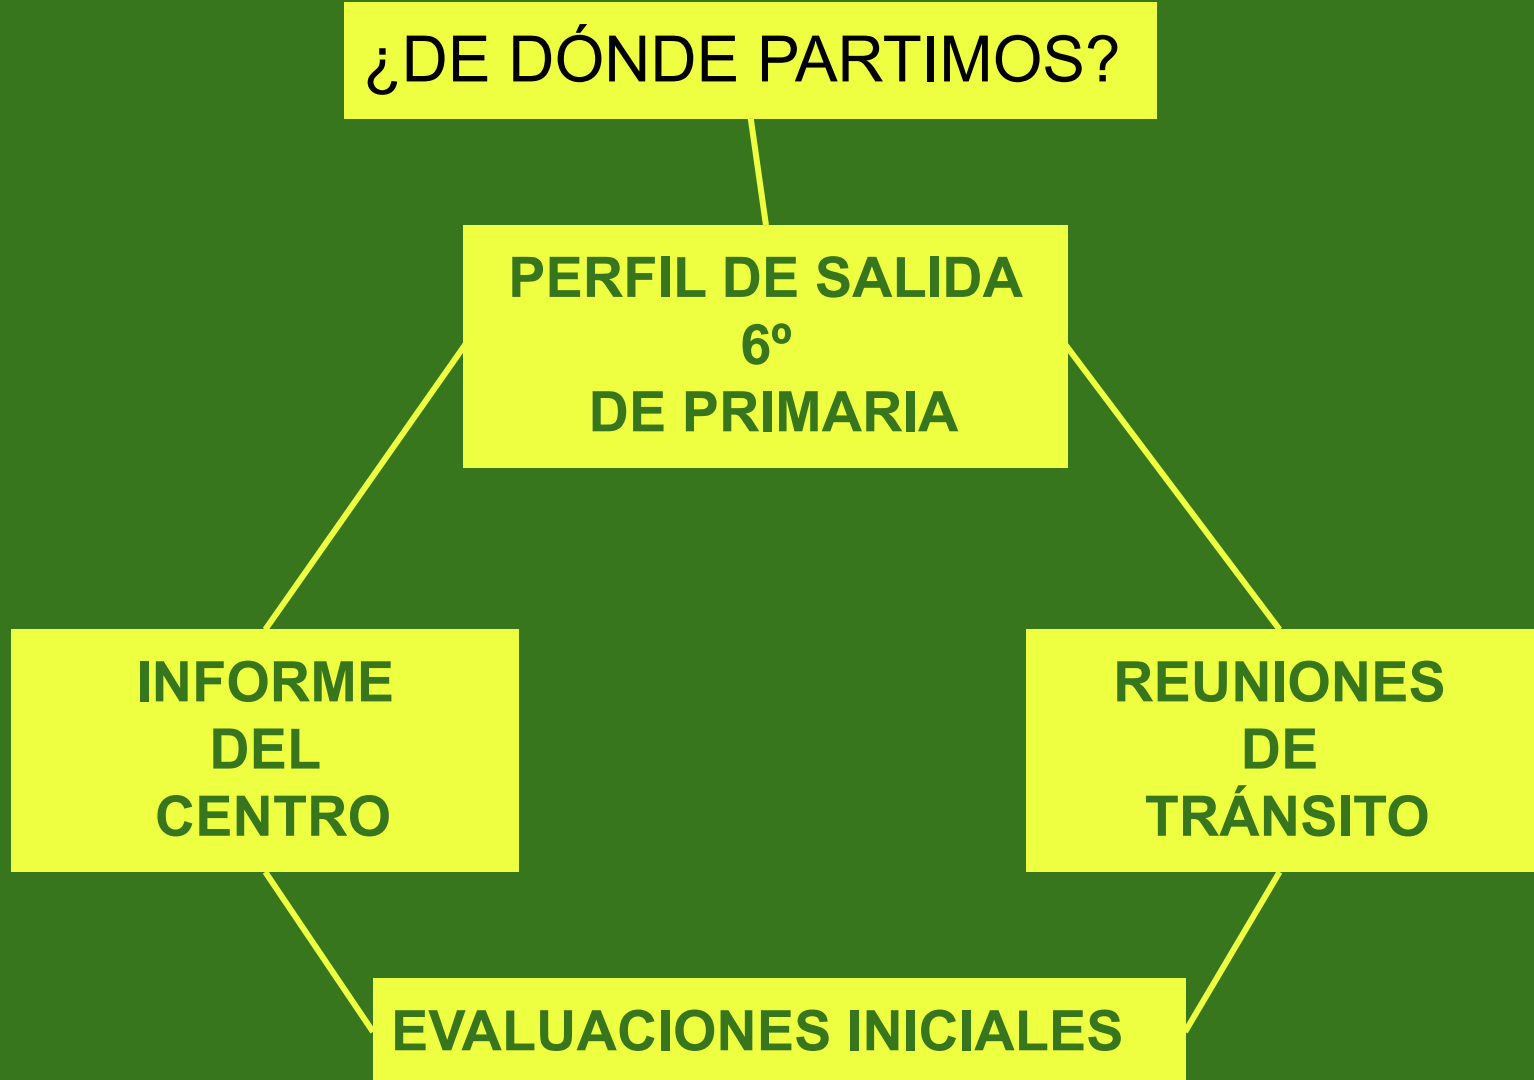 ¿DE DÓNDE PARTIMOS?
PERFIL DE SALIDA
6º
DE PRIMARIA
INFORME
DEL
CENTRO
REUNIONES
DE
TRÁNSITO
EVALUACIONES INICIALES